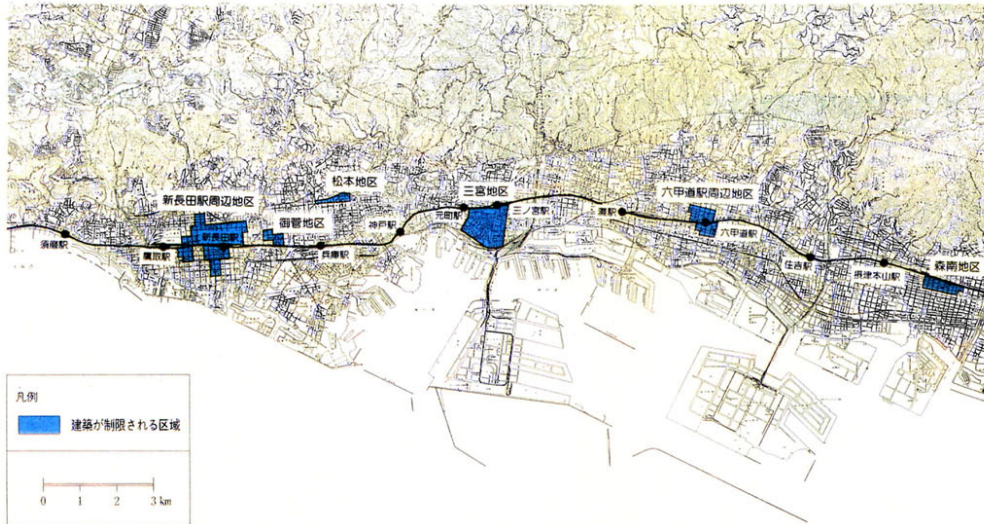 松本地区
三宮地区
六甲道駅周辺地区
新長田駅周辺地区
御菅地区
神戸駅
元町駅
三ノ宮駅
灘駅
六甲道駅
新長田駅
須磨駅
鷹取駅
兵庫駅
住吉駅
摂津本山駅
森南地区
凡例
建築が制限される区域
0 1 2 3 km